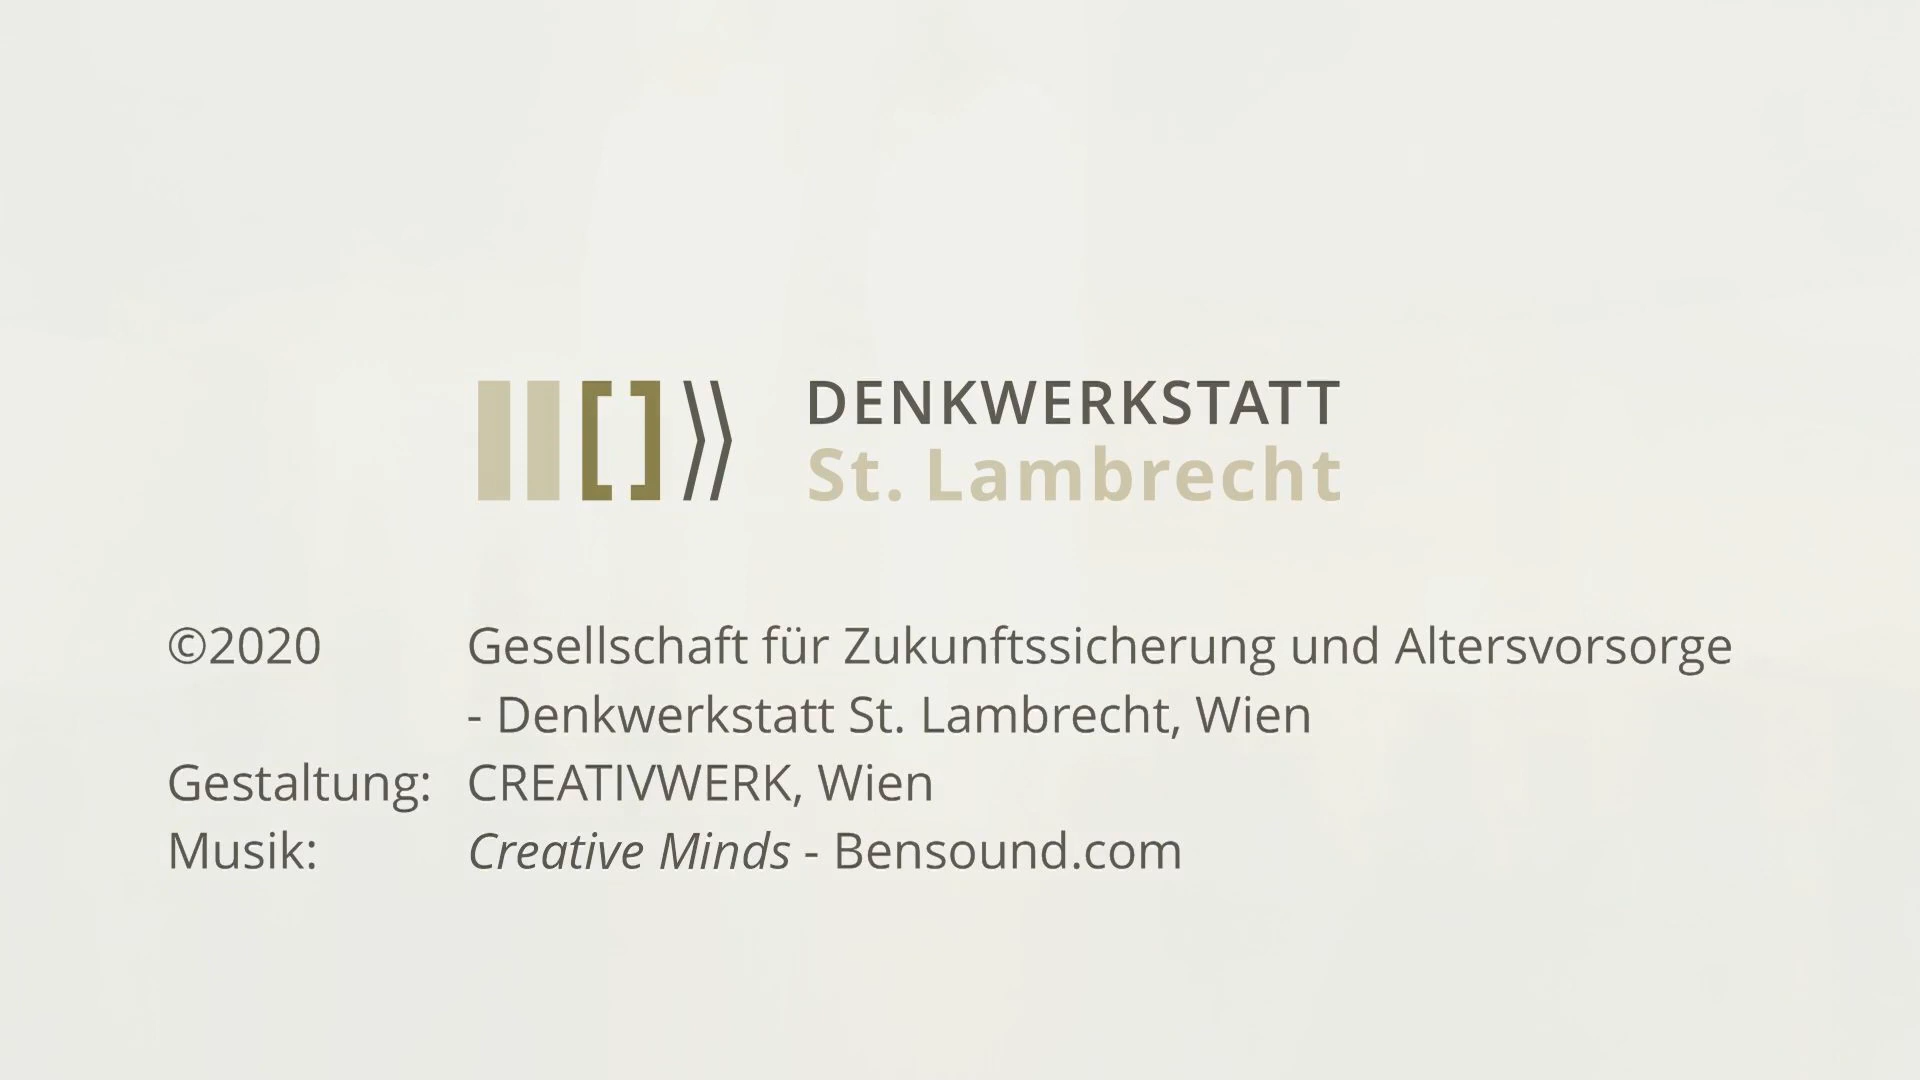 DENKWERKSTATT
St. Lambrecht
©2020 Gesellschaft für Zukunftssicherung und Altersvorsorge
- Denkwerkstatt St. Lambrecht, Wien
Gestaltung: CREATIVWERK, Wien
Musik: Creative Minds - Bensound.com